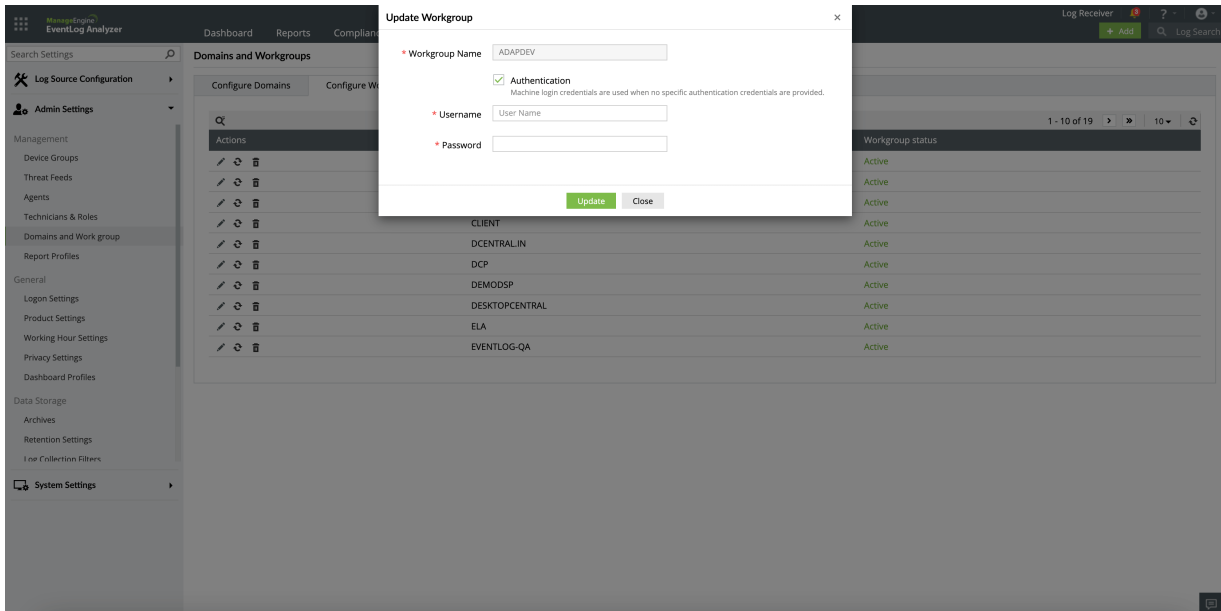 ManageEngine
EventLog Analyzer
Dashboard
Reports
Complianc
Log Receiver
?
+ Add
Log Search
Search Settings
Log Source Configuration
Admin Settings
Management
Device Groups
Threat Feeds
Agents
Technicians & Roles
Domains and Work group
Report Profiles
General
Logon Settings
Product Settings
Working Hour Settings
Privacy Settings
Dashboard Profiles
Data Storage
Archives
Retention Settings
Log Collection Filters
System Settings
Domains and Workgroups
Configure Domains
Configure Wo
1 - 10 of 19
10
Actions
Workgroup status
Active
Active
Active
CLIENT Active
DCENTRAL.IN Active
DCP Active
DEMODSP Active
DESKTOPCENTRAL Active
ELA Active
EVENTLOG-QA Active
Update Workgroup
×
* Workgroup Name ADAPDEV
Authentication
Machine login credentials are used when no specific authentication credentials are provided.
* Username User Name
* Password
Update Close